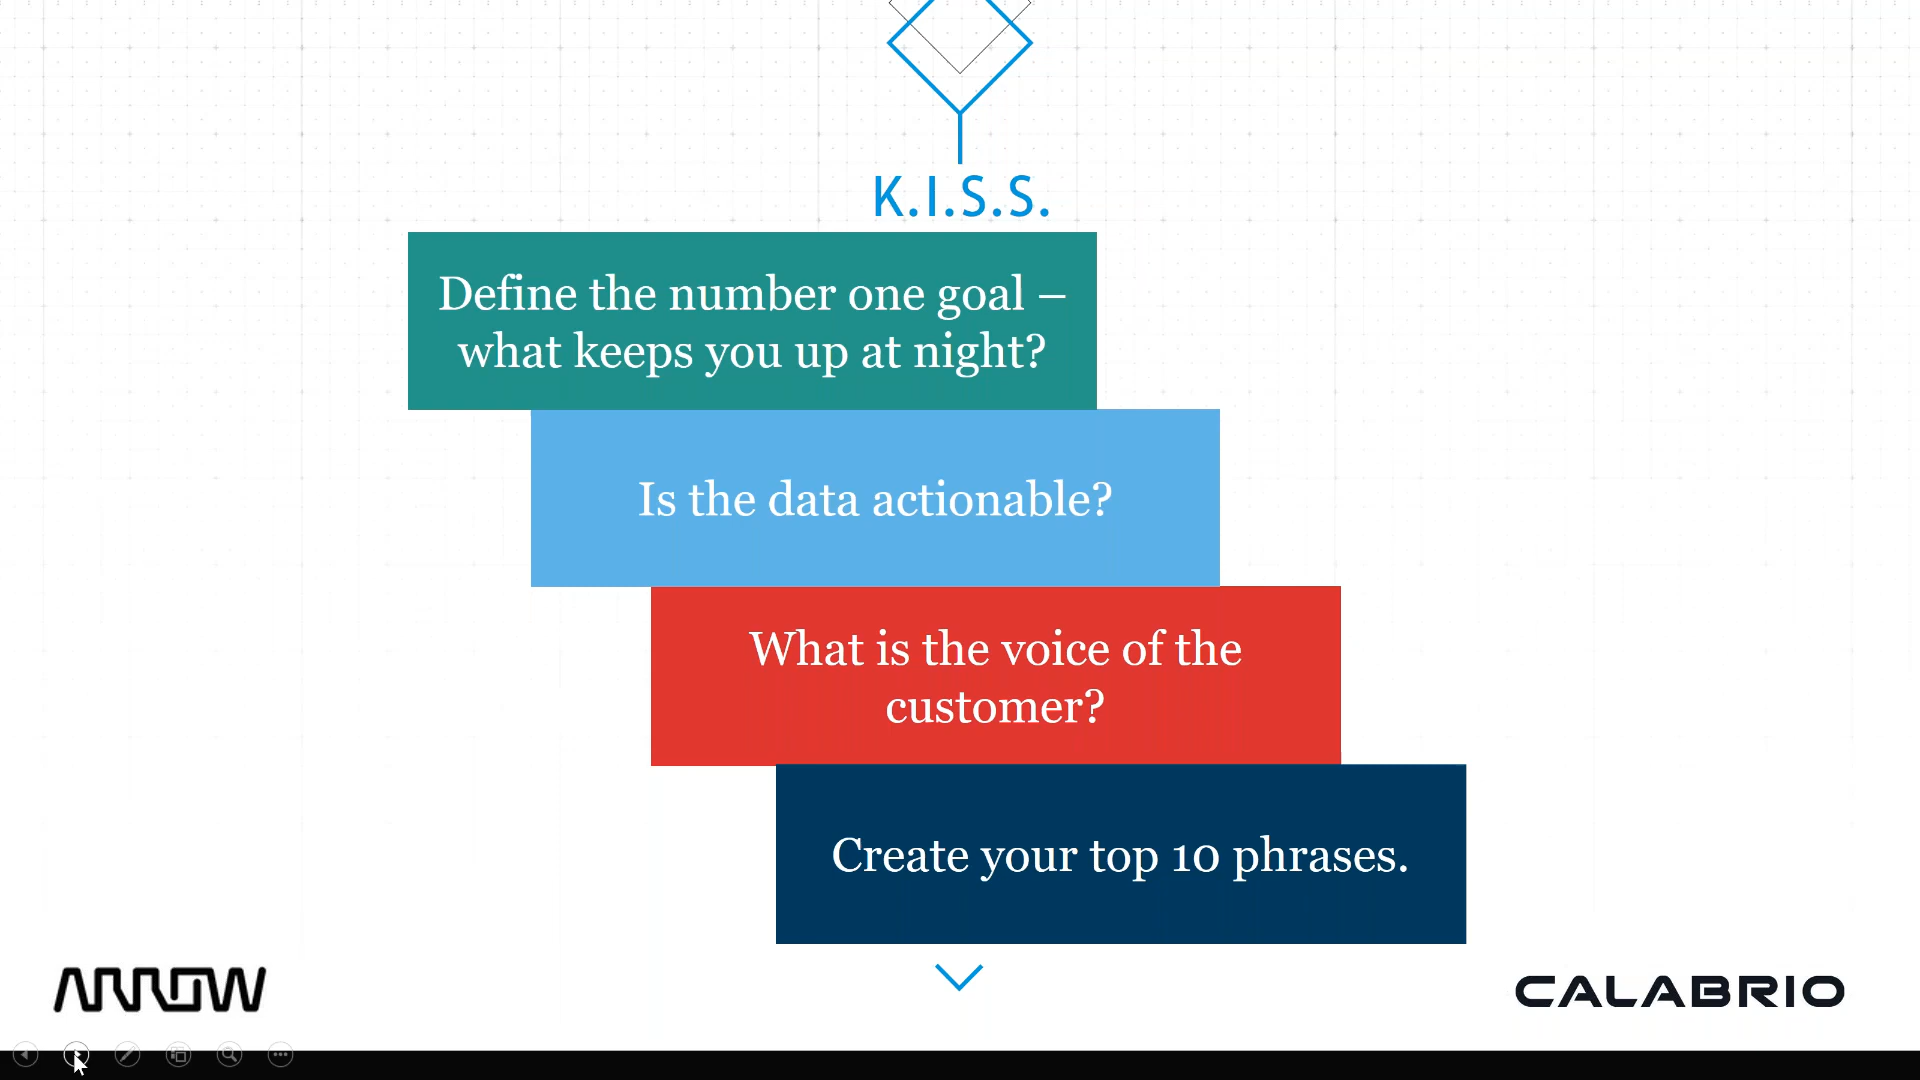 K.I.S.S.
Define the number one goal –
what keeps you up at night?
Is the data actionable?
What is the voice of the
customer?
Create your top 10 phrases.
ARROW
CALABRIO